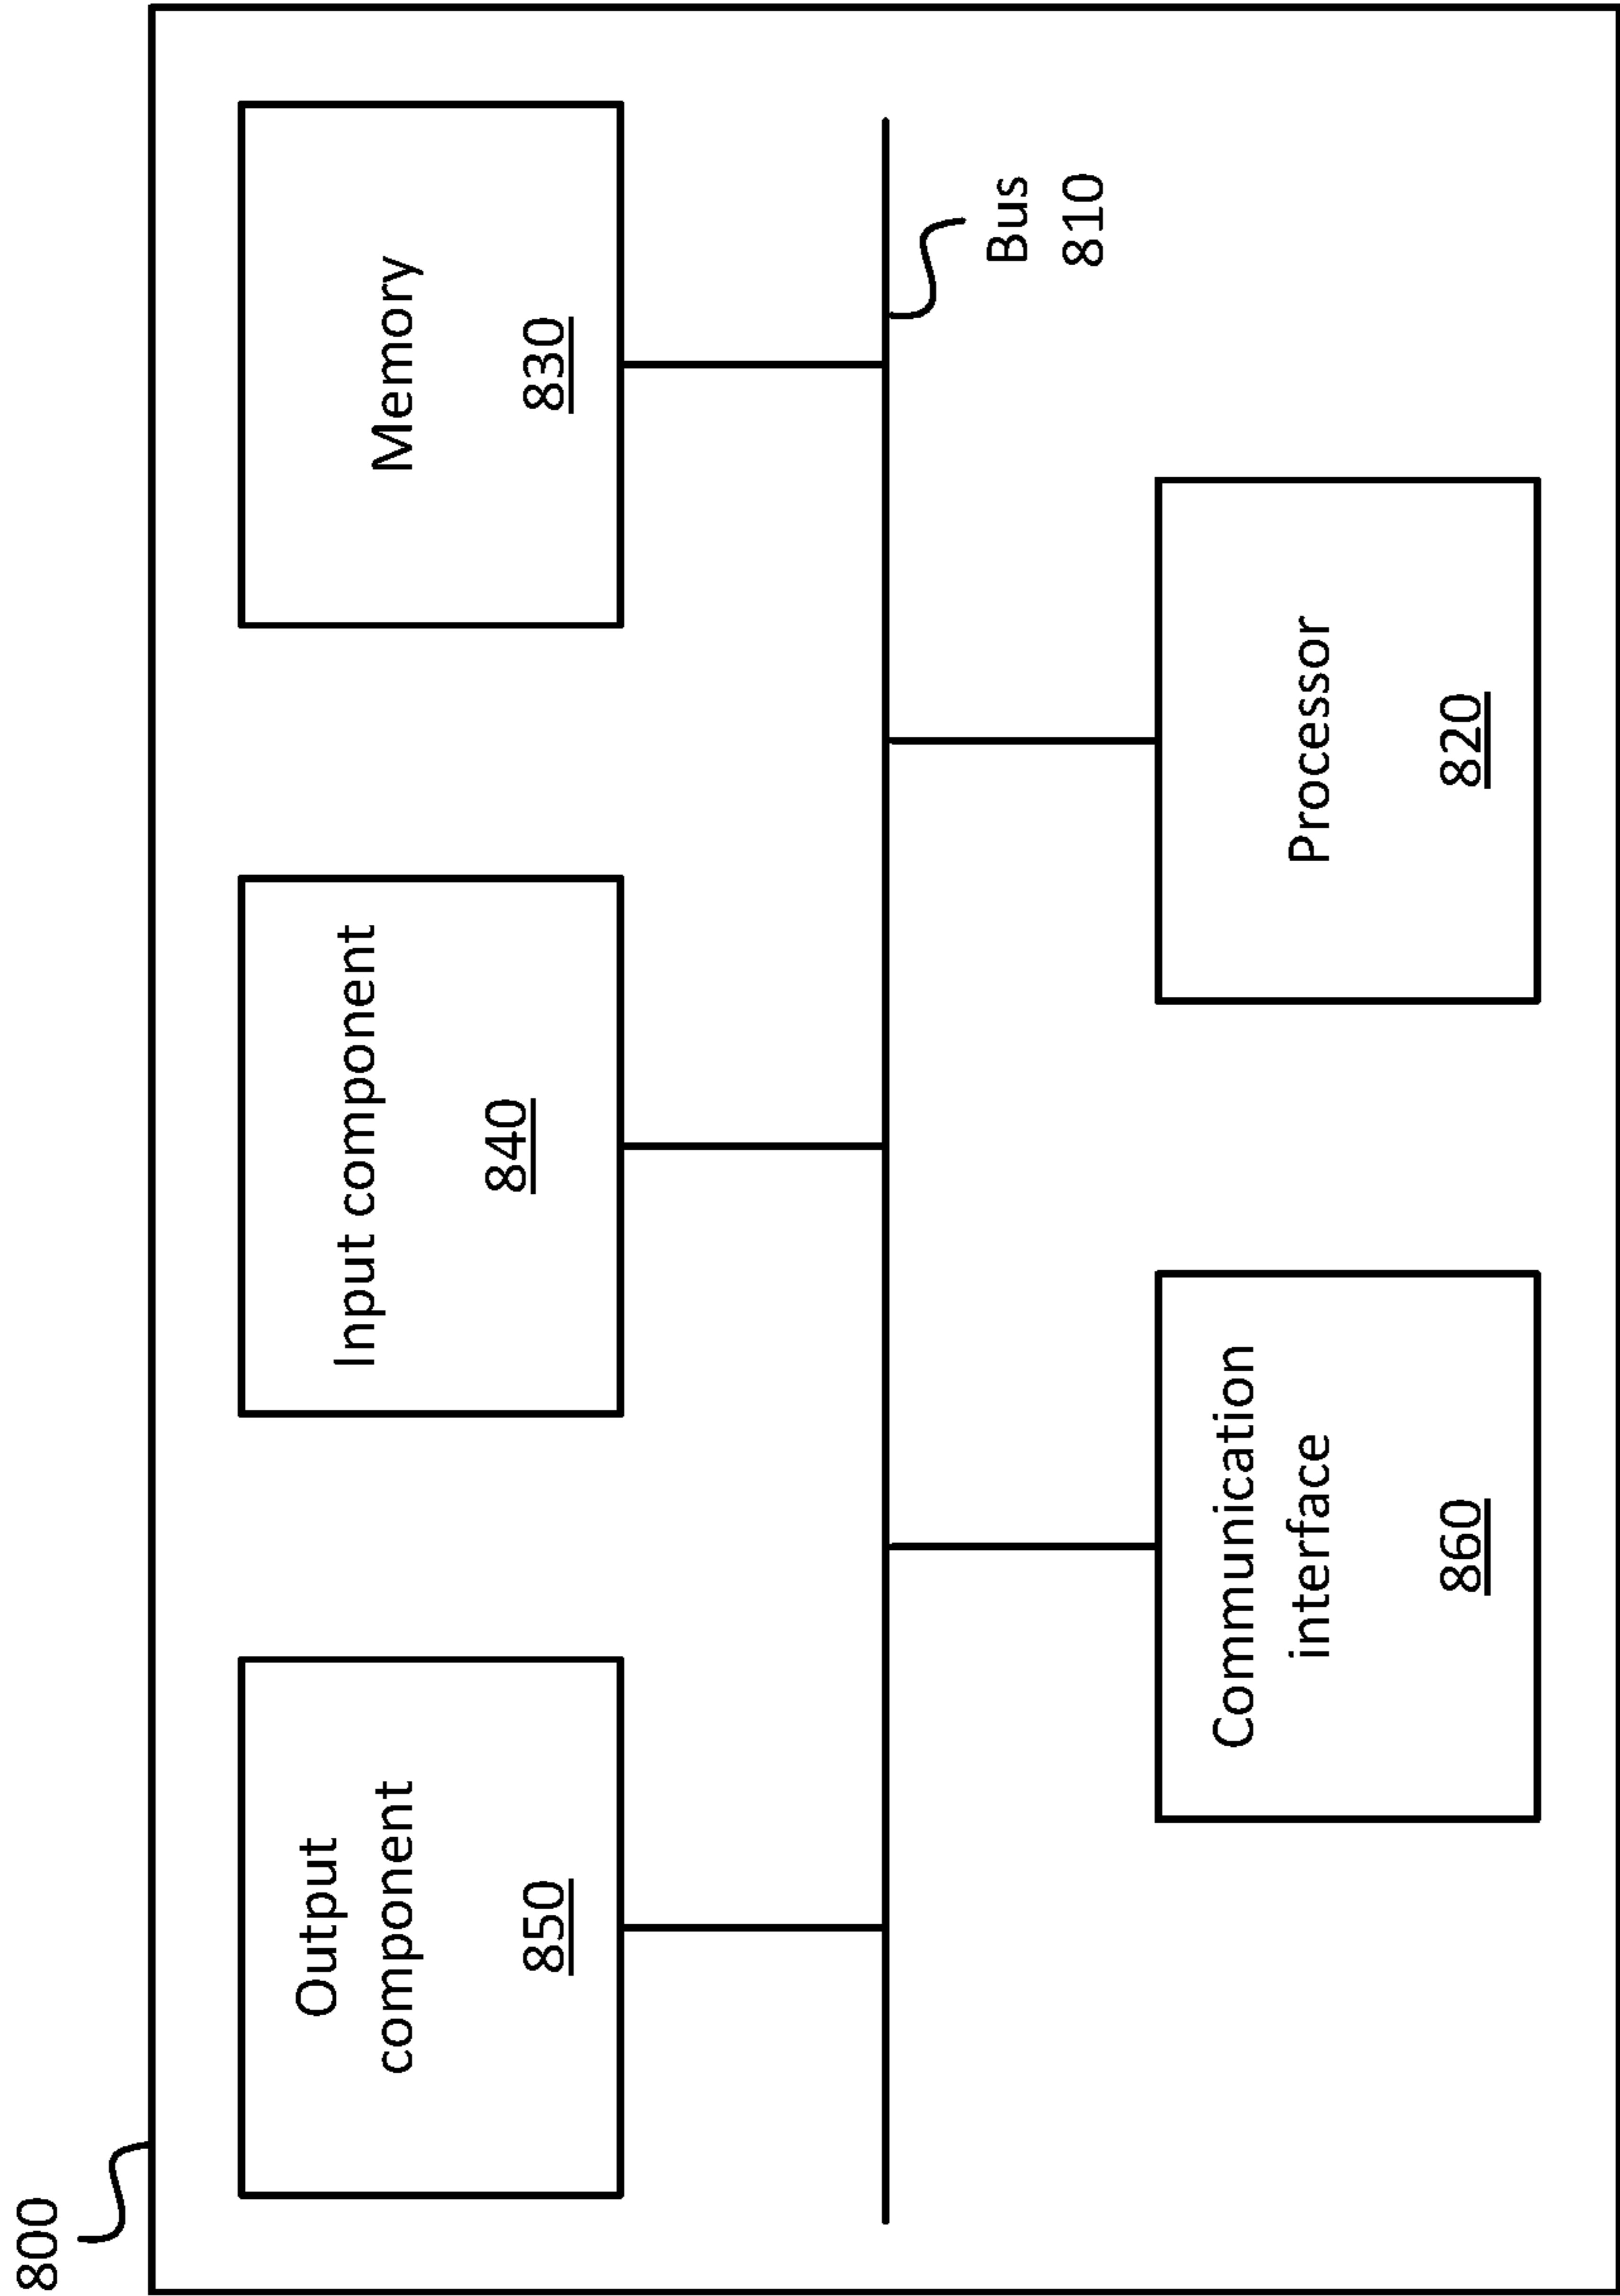 800
Output
component
850
Input component
840
Memory
830
Bus
810
Communication
interface
860
Processor
820